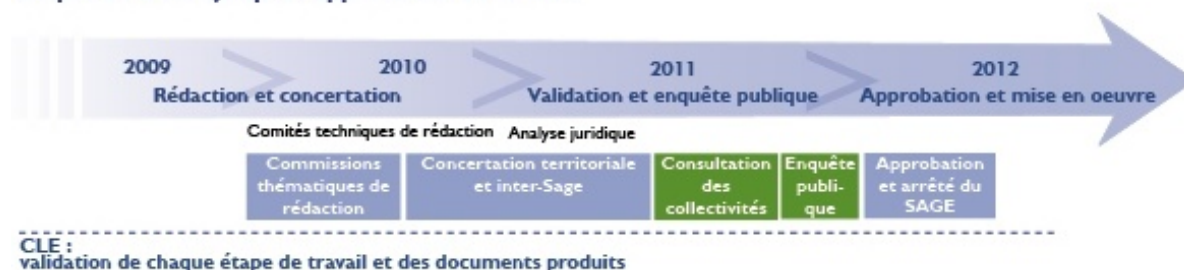 2009 2010 2011 2012
Rédaction et concertation Validation et enquête publique Approbation et mise en oeuvre
Comités techniques de rédaction Analyse juridique
Commissions
thématiques de
rédaction
Concertation territoriale
et inter-Sage
Consultation
des
collectivités
Enquête
publi-
que
Approbation
et arrêté du
SAGE
CLE :
validation de chaque étape de travail et des documents produits